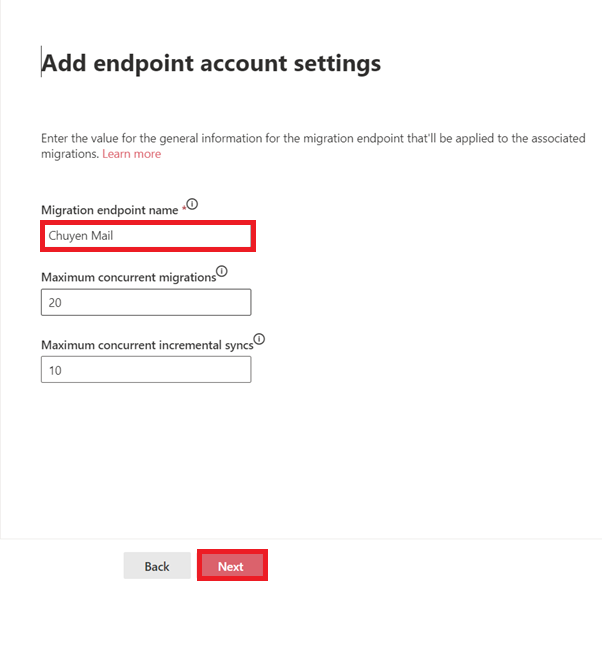 Add endpoint account settings
Enter the value for the general information for the migration endpoint that'll be applied to the associated
migrations. Learn more
Migration endpoint name *
Chuyen Mail
Maximum concurrent migrations
20
Maximum concurrent incremental syncs
10
Back Next